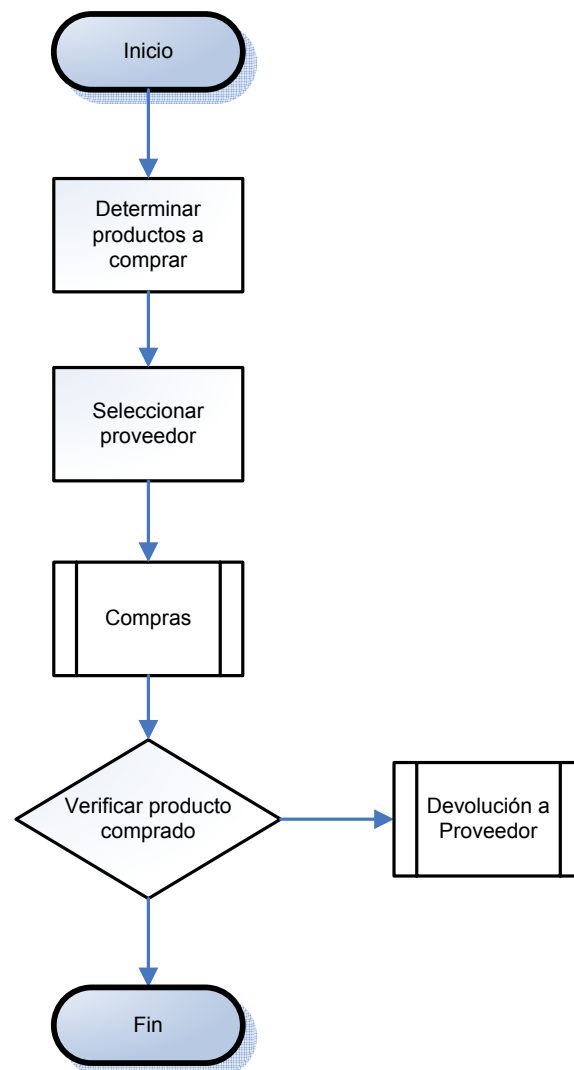 Inicio
Determinar
productos a
comprar
Seleccionar
proveedor
Compras
Verificar producto
comprado
Devolución a
Proveedor
Fin